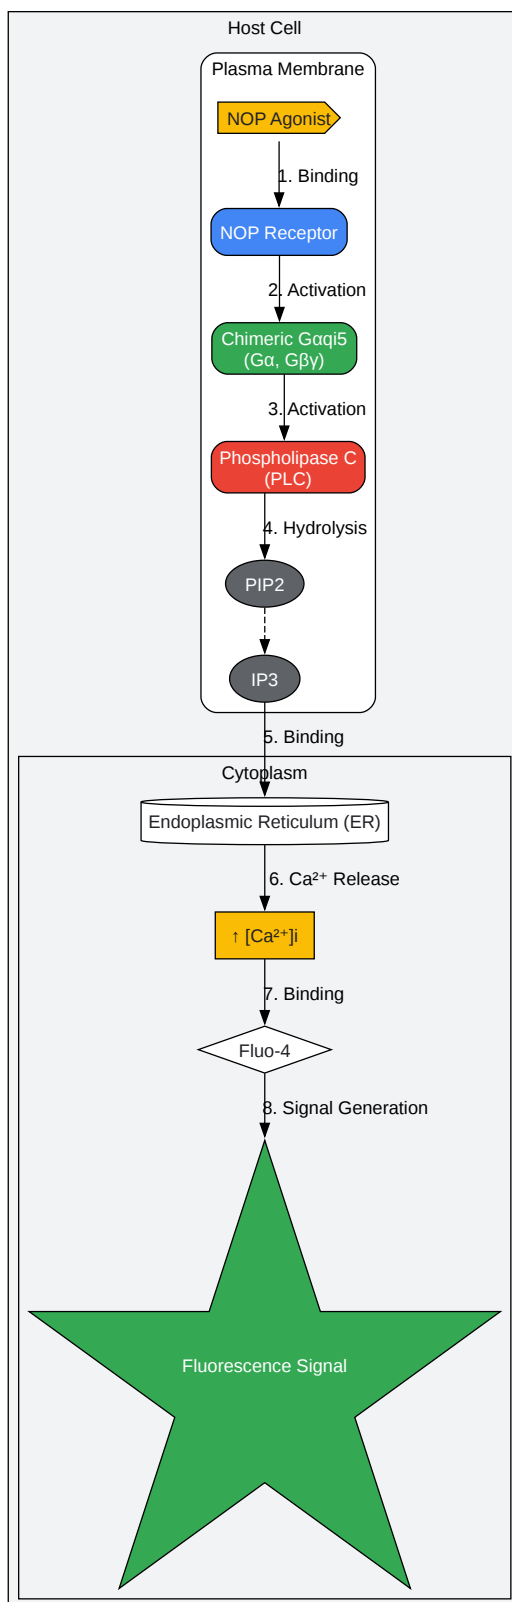 Host Cell
Plasma Membrane
NOP Agonist
1. Binding
NOP Receptor
2. Activation
Chimeric Gαqi5
(Gα, Gβγ)
3. Activation
Phospholipase C
(PLC)
4. Hydrolysis
PIP2
IP3
5. Binding
Cytoplasm
Endoplasmic Reticulum (ER)
6. Ca²⁺ Release
↑ [Ca²⁺]i
7. Binding
Fluo-4
8. Signal Generation
Fluorescence Signal